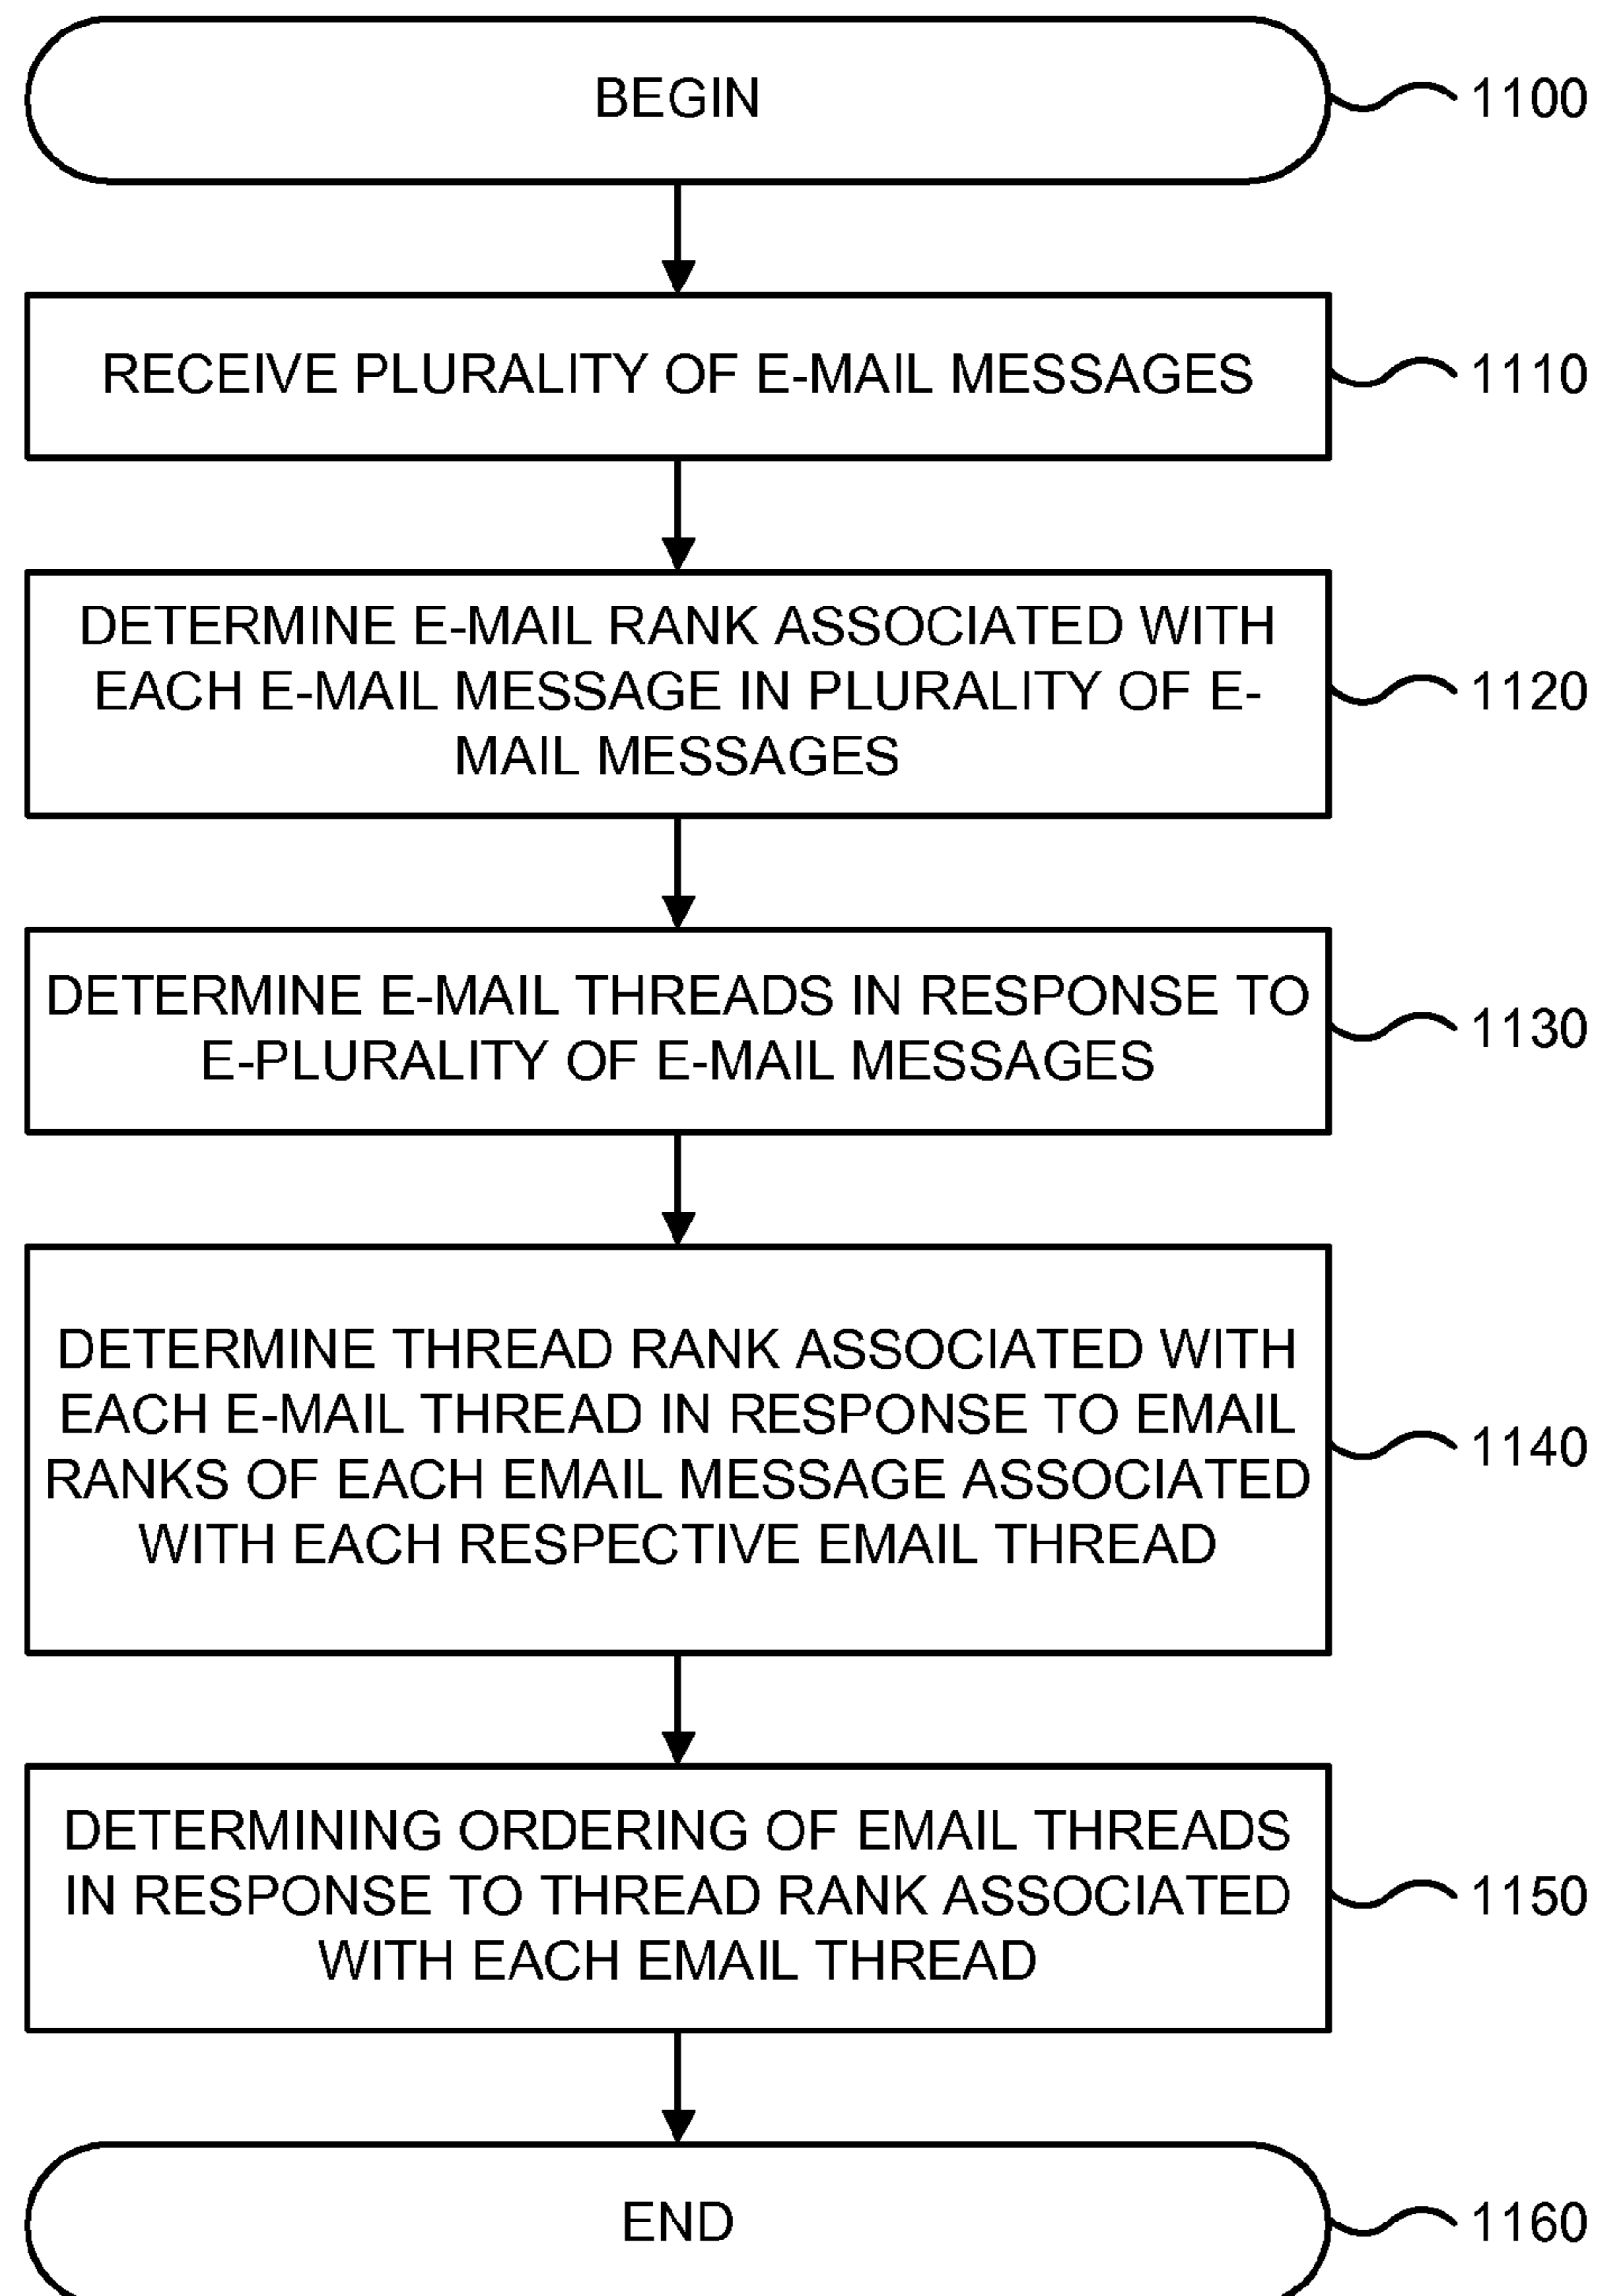 BEGIN
1100
RECEIVE PLURALITY OF E-MAIL MESSAGES
1110
DETERMINE E-MAIL RANK ASSOCIATED WITH
EACH E-MAIL MESSAGE IN PLURALITY OF E-
MAIL MESSAGES
1120
DETERMINE E-MAIL THREADS IN RESPONSE TO
E-PLURALITY OF E-MAIL MESSAGES
1130
DETERMINE THREAD RANK ASSOCIATED WITH
EACH E-MAIL THREAD IN RESPONSE TO EMAIL
RANKS OF EACH EMAIL MESSAGE ASSOCIATED
WITH EACH RESPECTIVE EMAIL THREAD
1140
DETERMINING ORDERING OF EMAIL THREADS
IN RESPONSE TO THREAD RANK ASSOCIATED
WITH EACH EMAIL THREAD
1150
END
1160